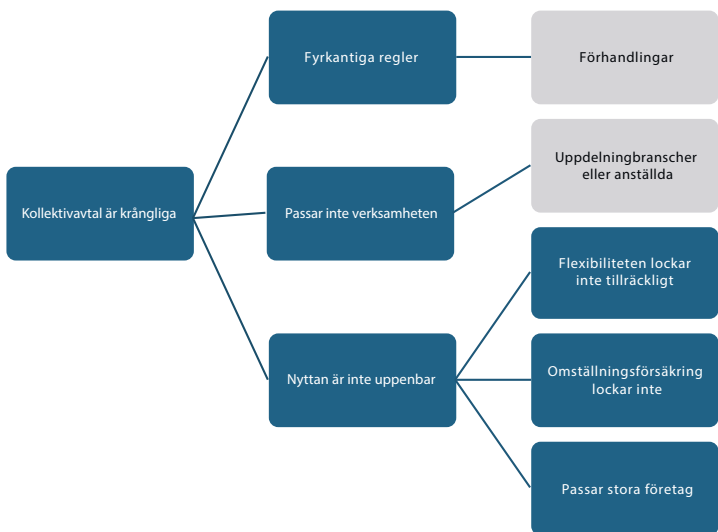 Fyrkantiga regler
Förhandlingar
Uppdelningbranscher
eller anställda
Kollektivavtal är krångliga
Passar inte verksamheten
Flexibiliteten lockar
inte tillräckligt
Nyttan är inte uppenbar
Omställningsförsäkring
lockar inte
Passar stora företag